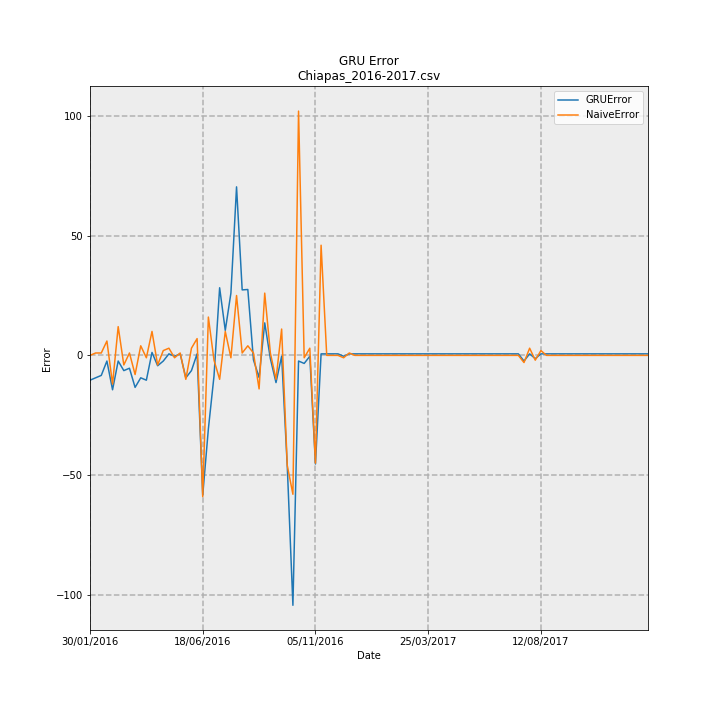 GRU Error
Chiapas_2016-2017.csv
GRUError
NaiveError
100
50
0
−50
−100
Error
30/01/2016
18/06/2016
05/11/2016
25/03/2017
12/08/2017
Date